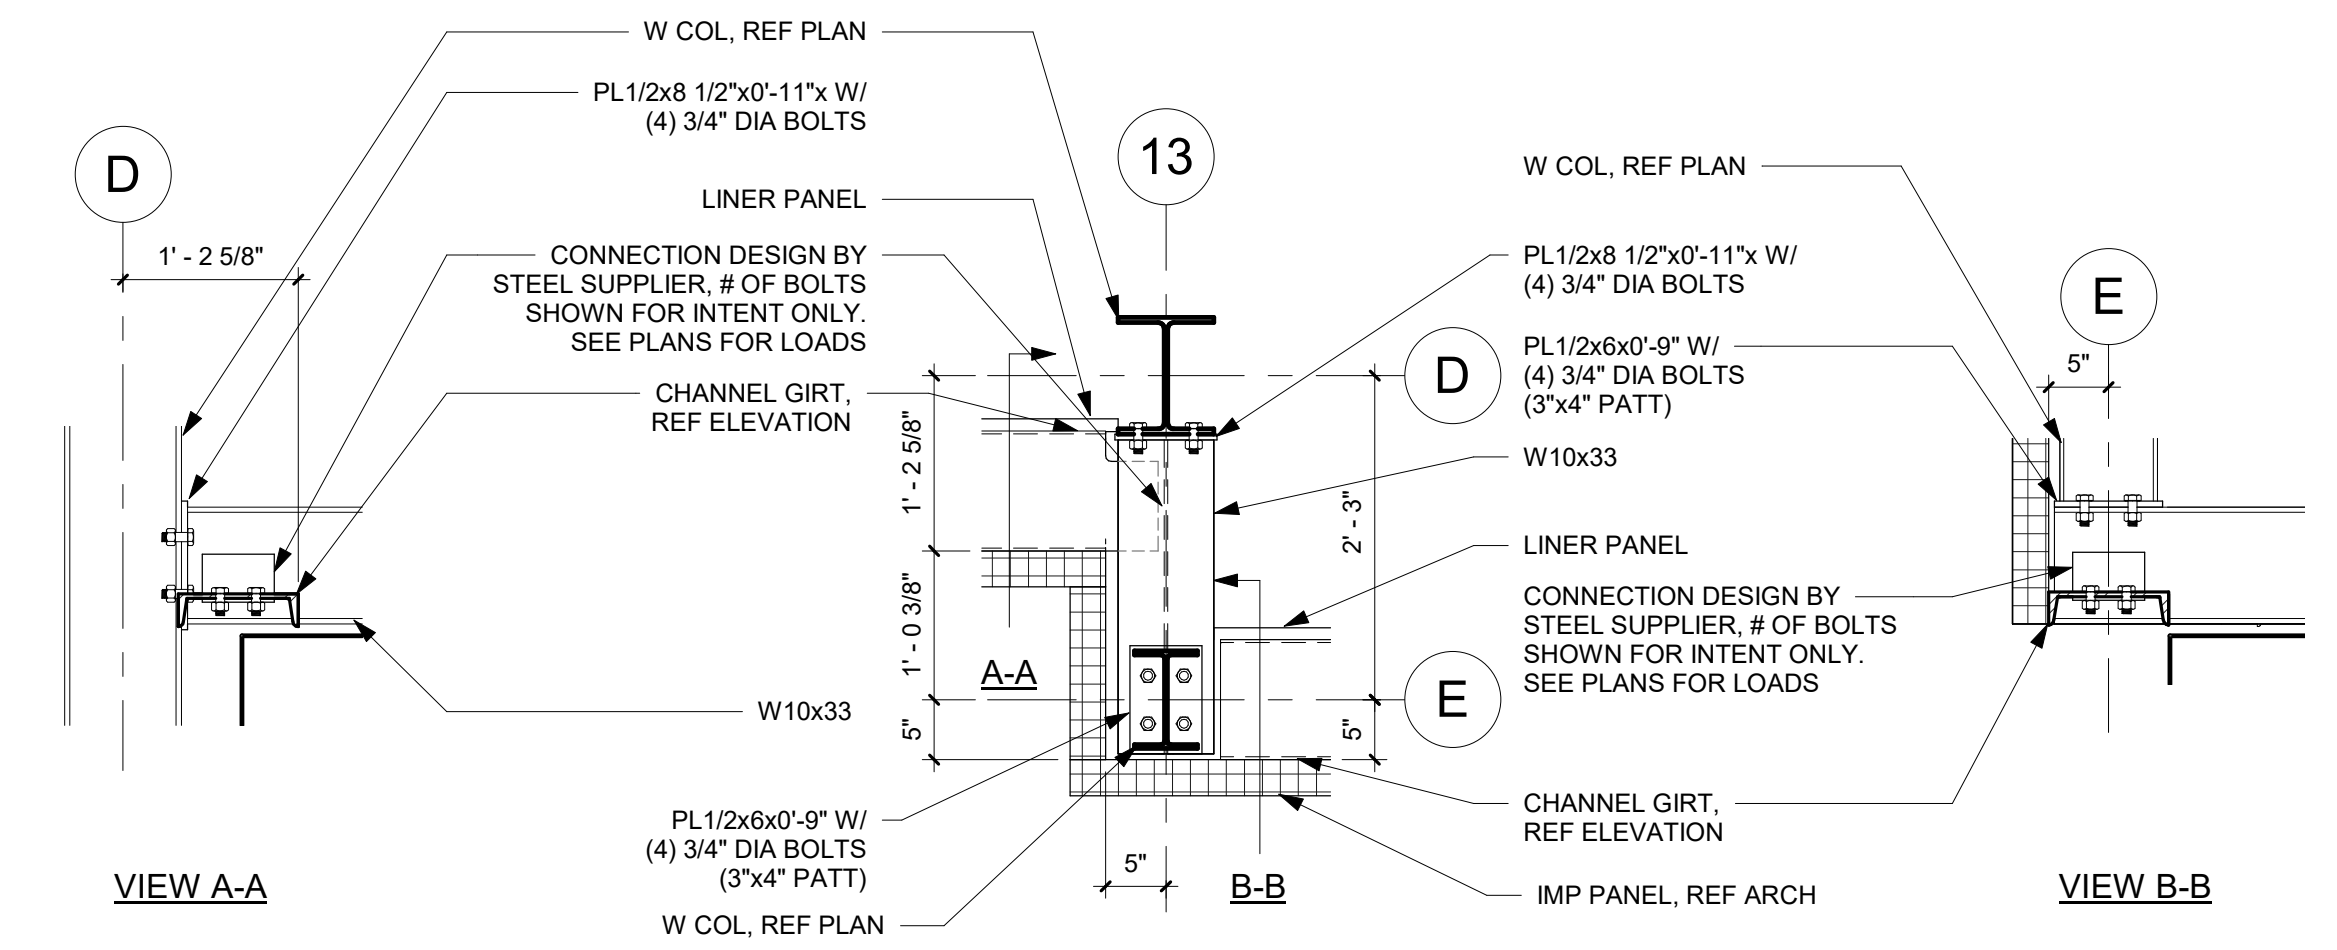 W COL, REF PLAN
PL1/2x8 1/2"x0'-11"x W/
(4) 3/4" DIA BOLTS
D
13
W COL, REF PLAN
LINER PANEL
1' - 2 5/8"
CONNECTION DESIGN BY
STEEL SUPPLIER, # OF BOLTS
SHOWN FOR INTENT ONLY.
SEE PLANS FOR LOADS
PL1/2x8 1/2"x0'-11"x W/
(4) 3/4" DIA BOLTS
E
PL1/2x6x0'-9" W/
(4) 3/4" DIA BOLTS
(3"x4" PATT)
5"
D
CHANNEL GIRT,
REF ELEVATION
1' - 2 5/8"
W10x33
2' - 3"
LINER PANEL
1' - 0 3/8"
CONNECTION DESIGN BY
STEEL SUPPLIER, # OF BOLTS
SHOWN FOR INTENT ONLY.
SEE PLANS FOR LOADS
A-A
E
W10x33
5"
5"
PL1/2x6x0'-9" W/
(4) 3/4" DIA BOLTS
(3"x4" PATT)
CHANNEL GIRT,
REF ELEVATION
5"
VIEW A-A
B-B
IMP PANEL, REF ARCH
VIEW B-B
W COL, REF PLAN